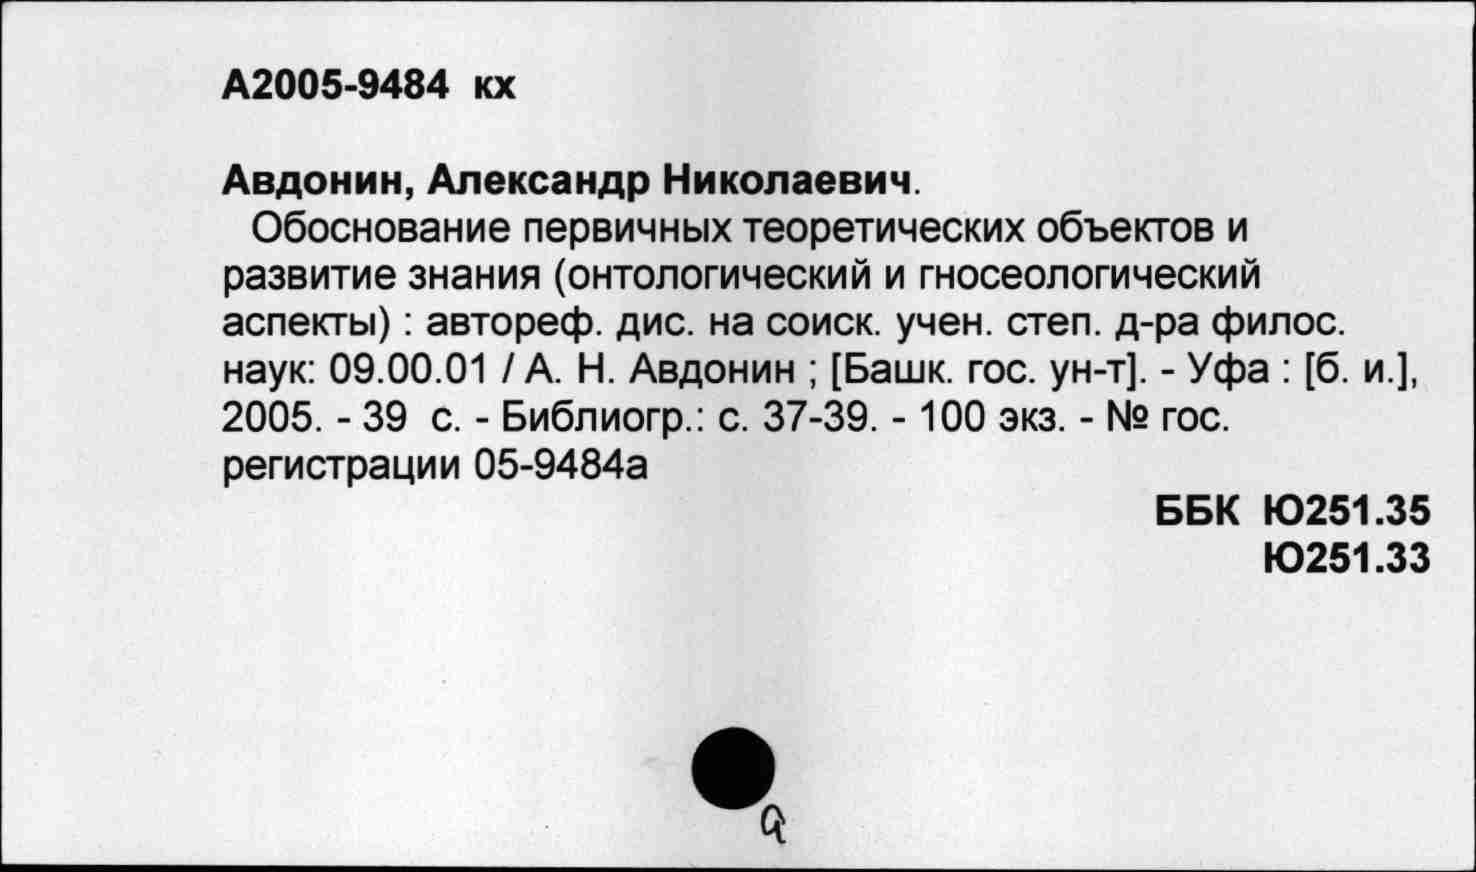 А2005-9484 кх
Авдонин, Александр Николаевич.
Обоснование первичных теоретических объектов и
развитие знания (онтологический и гносеологический
аспекты) : автореф. дис. на соиск. учен. степ. д-ра филос.
наук: 09.00.01 / А. Н. Авдонин ; [Башк. гос. ун-т]. - Уфа : [б. и.],
2005. - 39 с. - Библиогр.: с. 37-39. - 100 экз. - № гос.
регистрации 05-9484а
ББК Ю251.35
Ю251.33